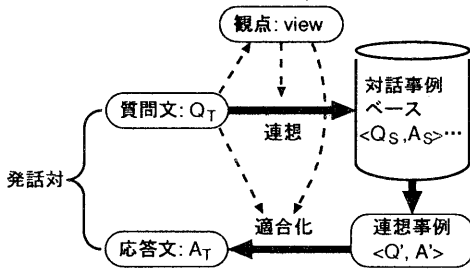 観点: view
対話事例
ベース
<Q_S, A_S>…
質問文: Q_T
連想
発話対
適合化
連想事例
<Q', A'>
応答文: A_T